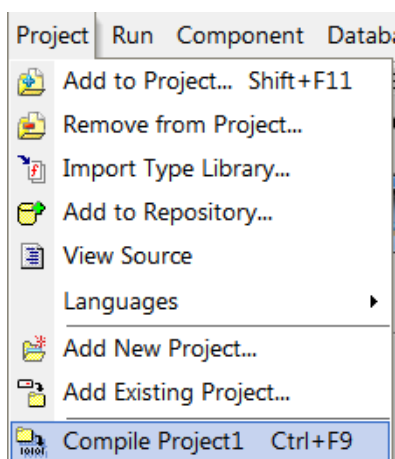 Project Run Component
Add to Project... Shift+F11
Remove from Project...
Import Type Library...
Add to Repository...
View Source
Languages
Add New Project...
Add Existing Project...
Compile Project1 Ctrl+F9